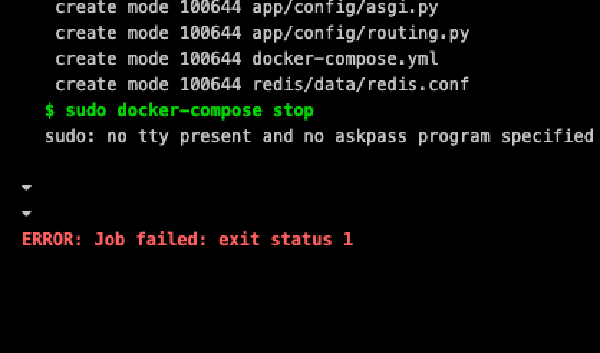 create mode 100644 app/config/asgi.py
create mode 100644 app/config/routing.py
create mode 100644 docker-compose.yml
create mode 100644 redis/data/redis.conf
$ sudo docker-compose stop
sudo: no tty present and no askpass program specified
ERROR: Job failed: exit status 1